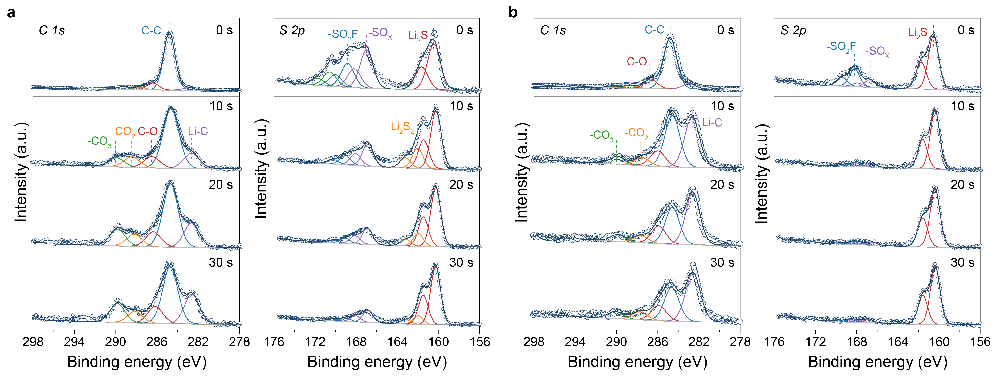 a
C 1s
C-C
0 s
10 s
-CO3
-CO2
C-O
Li-C
20 s
30 s
Intensity (a.u.)
298 294 290 286 282 278
Binding energy (eV)
S 2p
-SO2F
-SOX
Li2S
0 s
10 s
Li2S2
20 s
30 s
Intensity (a.u.)
176 172 168 164 160 156
Binding energy (eV)
b
C 1s
C-C
0 s
C-O
10 s
Li-C
-CO3
-CO2
20 s
30 s
Intensity (a.u.)
298 294 290 286 282 278
Binding energy (eV)
S 2p
Li2S
0 s
-SO2F
-SOX
10 s
20 s
30 s
Intensity (a.u.)
176 172 168 164 160 156
Binding energy (eV)